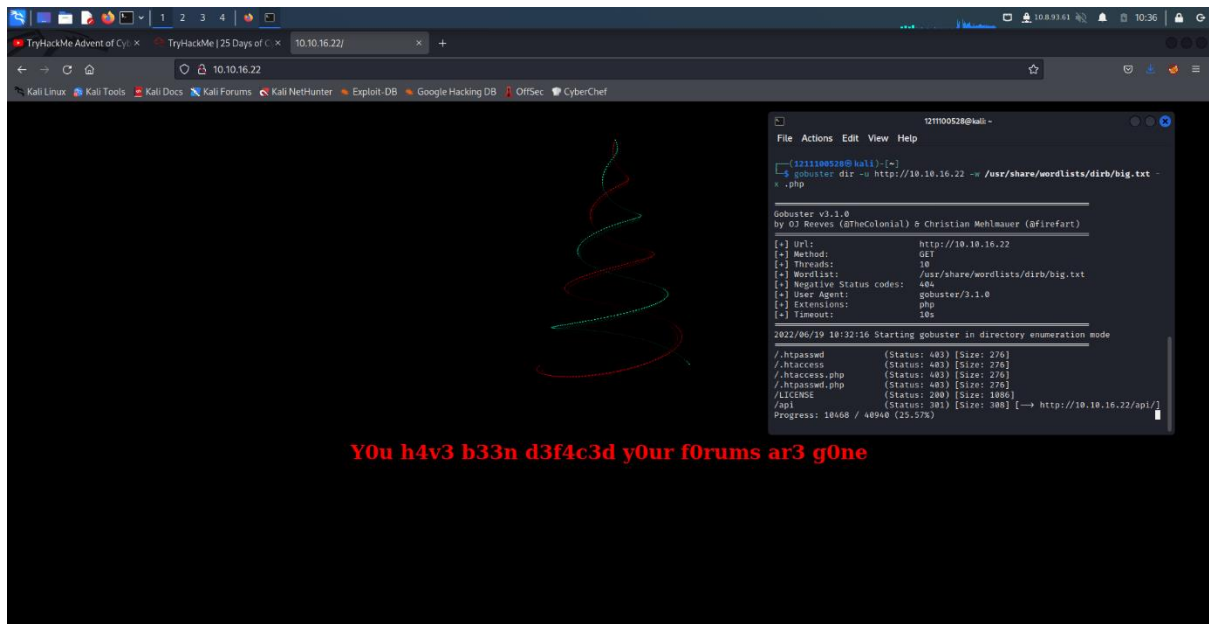 1 2 3 4
10.8.93.61
10:36
TryHackMe Advent of Cyb ×
TryHackMe | 25 Days of C ×
10.10.16.22/ × +
10.10.16.22
Kali Linux Kali Tools Kali Docs Kali Forums Kali NetHunter Exploit-DB Google Hacking DB OffSec CyberChef
1211100528@kali: ~
File Actions Edit View Help
┌──(1211100528㉿kali)-[~]
└─$ gobuster dir -u http://10.10.16.22 -w /usr/share/wordlists/dirb/big.txt -
x .php
Gobuster v3.1.0
by OJ Reeves (@TheColonial) & Christian Mehlmauer (@firefart)
[+] Url: http://10.10.16.22
[+] Method: GET
[+] Threads: 10
[+] Wordlist: /usr/share/wordlists/dirb/big.txt
[+] Negative Status codes: 404
[+] User Agent: gobuster/3.1.0
[+] Extensions: php
[+] Timeout: 10s
2022/06/19 10:32:16 Starting gobuster in directory enumeration mode
/.htpasswd (Status: 403) [Size: 276]
/.htaccess (Status: 403) [Size: 276]
/.htaccess.php (Status: 403) [Size: 276]
/.htpasswd.php (Status: 403) [Size: 276]
/LICENSE (Status: 200) [Size: 1086]
/api (Status: 301) [Size: 308] [--> http://10.10.16.22/api/]
Progress: 10468 / 40940 (25.57%)
Y0u h4v3 b33n d3f4c3d y0ur f0rums ar3 g0ne